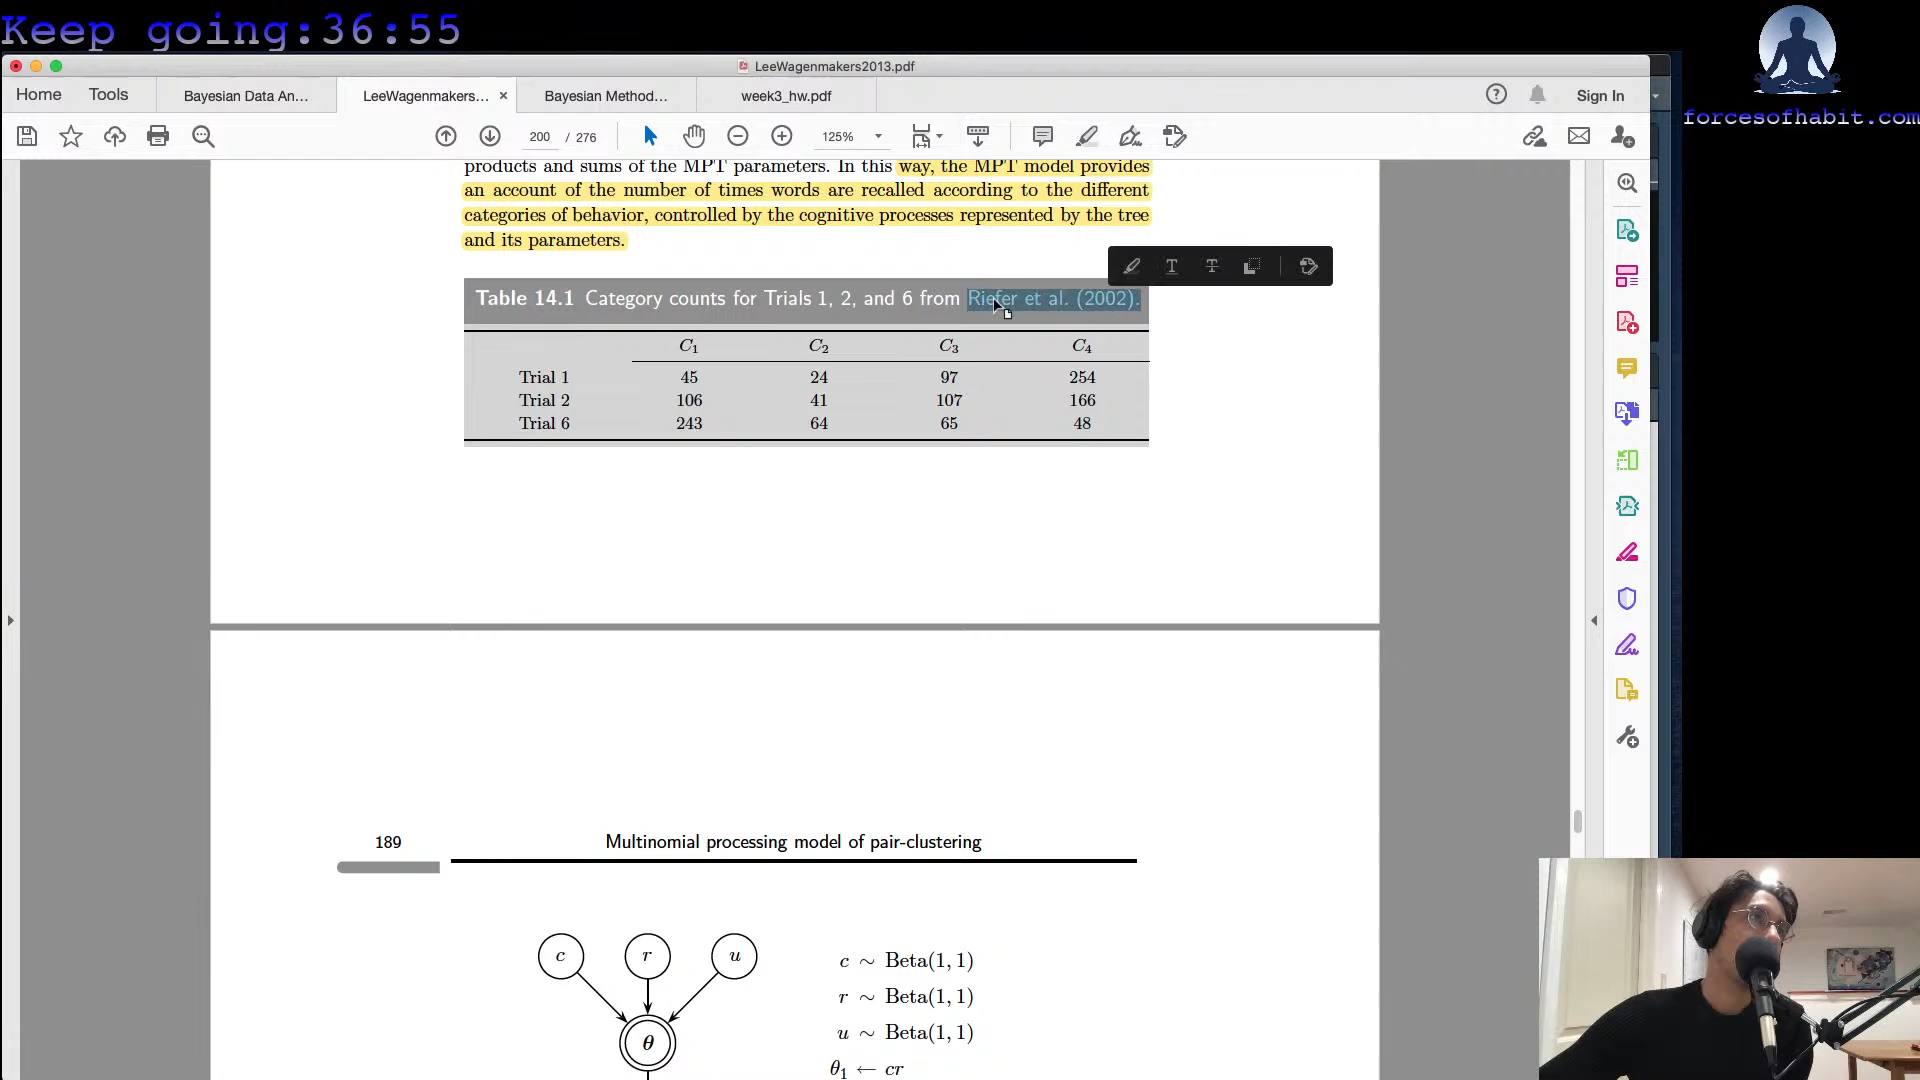 Keep going:36:55
forcesofhabit.com
LeeWagenmakers2013.pdf
Home Tools Bayesian Data An... LeeWagenmakers... × Bayesian Method... week3_hw.pdf Sign In
200 / 276 125%
products and sums of the MPT parameters. In this way, the MPT model provides
an account of the number of times words are recalled according to the different
categories of behavior, controlled by the cognitive processes represented by the tree
and its parameters.
Table 14.1 Category counts for Trials 1, 2, and 6 from Riefer et al. (2002).
C1 C2 C3 C4
Trial 1 45 24 97 254
Trial 2 106 41 107 166
Trial 6 243 64 65 48
189 Multinomial processing model of pair-clustering
c r u
c ∼ Beta(1, 1)
r ∼ Beta(1, 1)
u ∼ Beta(1, 1)
θ
θ1 ← cr